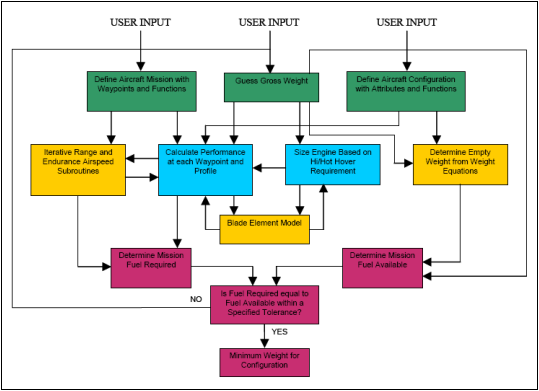 USER INPUT
USER INPUT
USER INPUT
Define Aircraft Mission with
Waypoints and Functions
Guess Gross Weight
Define Aircraft Configuration
with Attributes and Functions
Iterative Range and
Endurance Airspeed
Subroutines
Calculate Performance
at each Waypoint and
Profile
Size Engine Based on
Hi/Hot Hover
Requirement
Determine Empty
Weight from Weight
Equations
Blade Element Model
Determine Mission
Fuel Required
Determine Mission
Fuel Available
NO
Is Fuel Required equal to
Fuel Available within a
Specified Tolerance?
YES
Minimum Weight for
Configuration